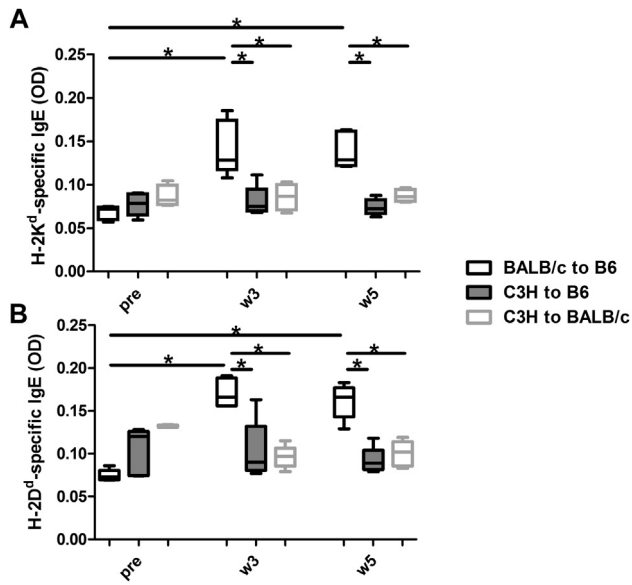 A
H-2Kd-specific IgE (OD)
0.25
0.20
0.15
0.10
0.05
0.00
* * * * * *
pre
w3
w5
BALB/c to B6
C3H to B6
C3H to BALB/c
B
H-2Dd-specific IgE (OD)
0.25
0.20
0.15
0.10
0.05
0.00
* * * * * *
pre
w3
w5